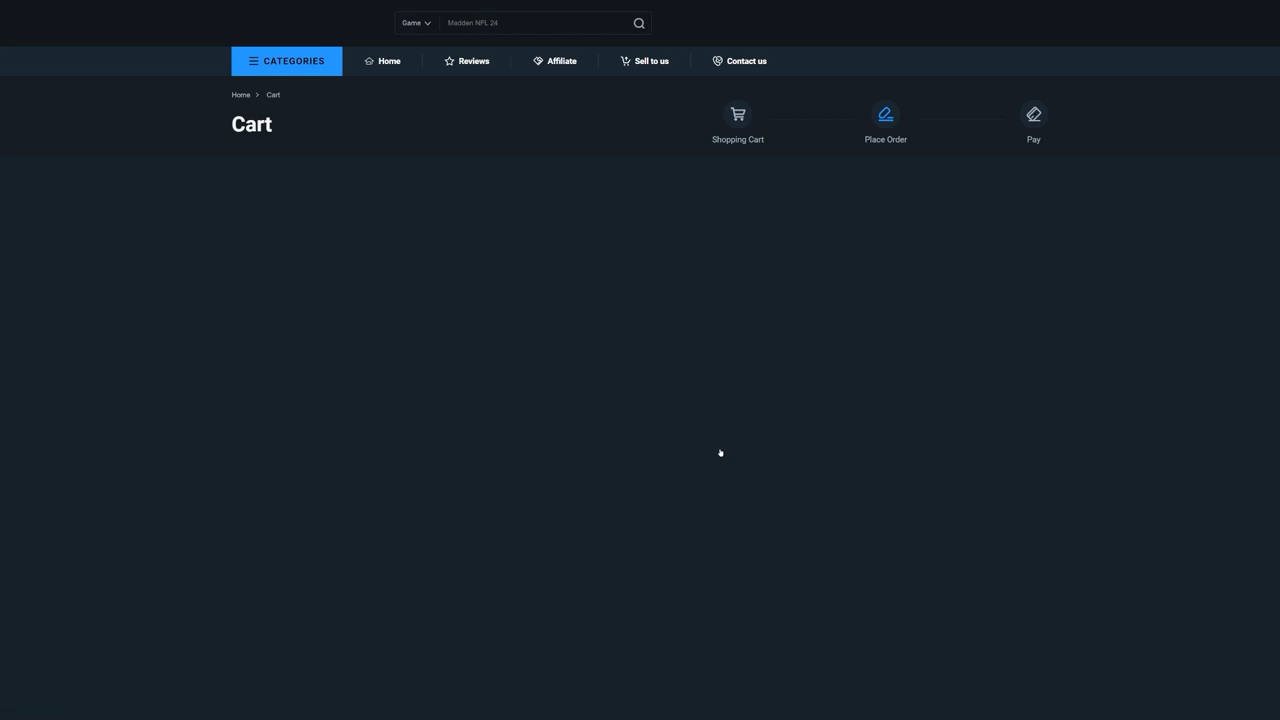 Game Madden NFL 24
CATEGORIES Home Reviews Affiliate Sell to us Contact us
Home > Cart
Cart
Shopping Cart Place Order Pay